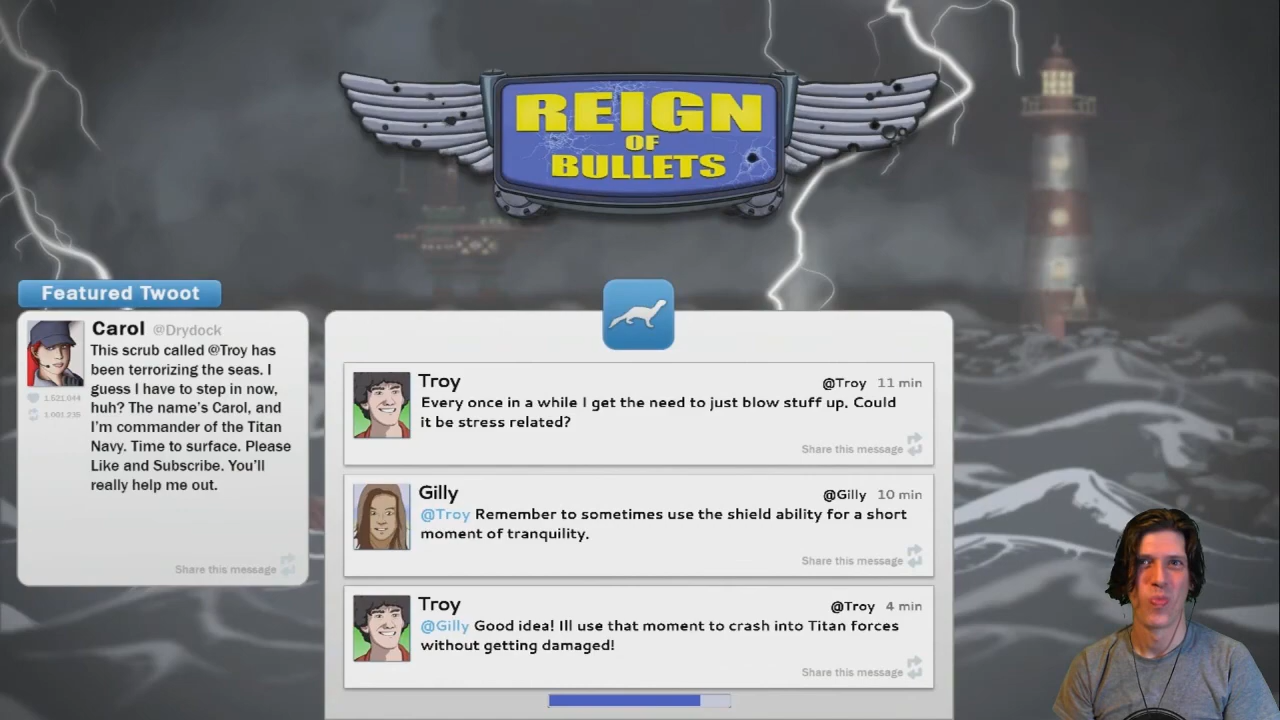 REIGN
OF
BULLETS
Featured Twoot
Carol @Drydock
This scrub called @Troy has
been terrorizing the seas. I
guess I have to step in now,
huh? The name's Carol, and
I'm commander of the Titan
Navy. Time to surface. Please
Like and Subscribe. You'll
really help me out.
Share this message
Troy @Troy 11 min
Every once in a while I get the need to just blow stuff up. Could
it be stress related?
Share this message
Gilly @Gilly 10 min
@Troy Remember to sometimes use the shield ability for a short
moment of tranquility.
Share this message
Troy @Troy 4 min
@Gilly Good idea! Ill use that moment to crash into Titan forces
without getting damaged!
Share this message